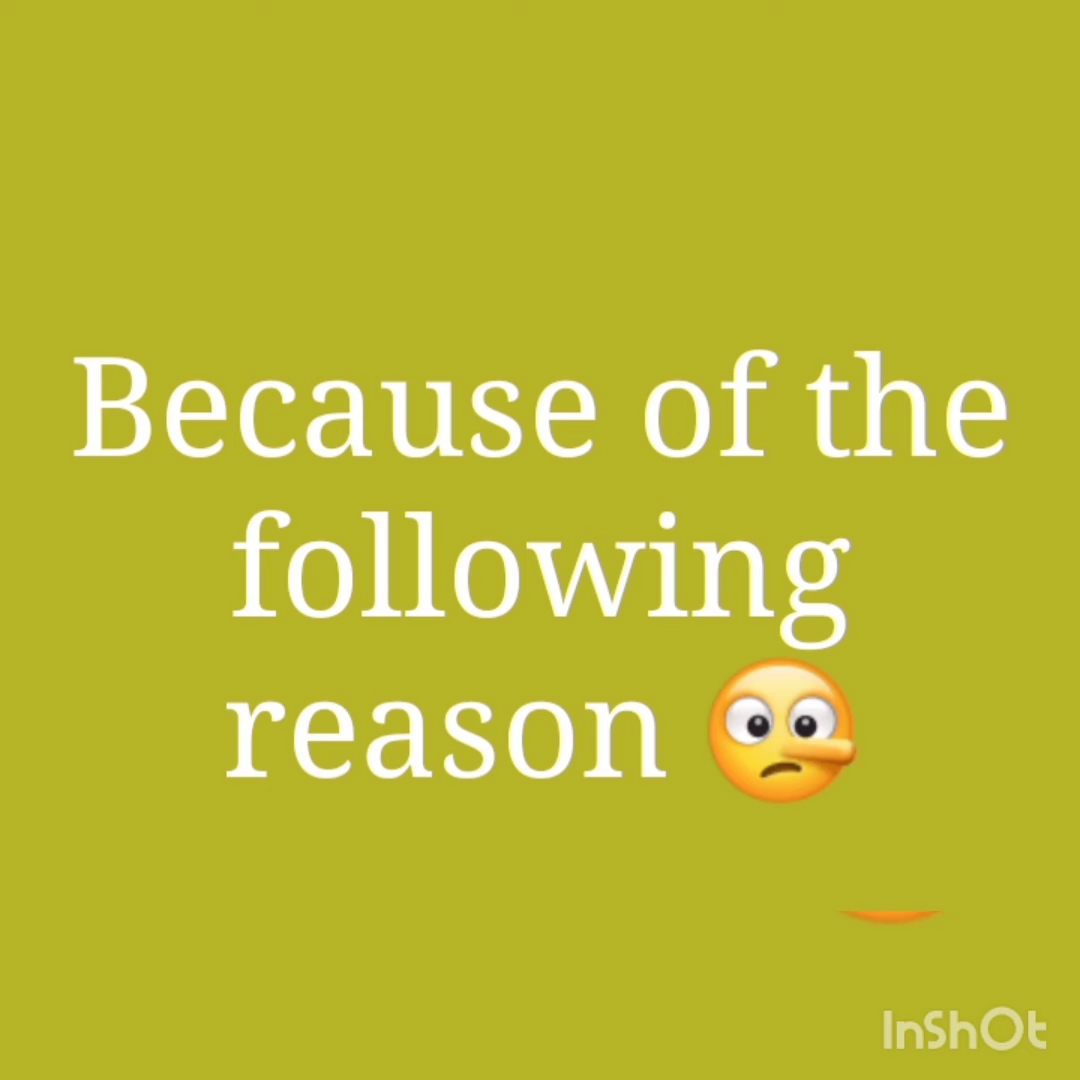 Because of the
following
reason 🤥
InShOt